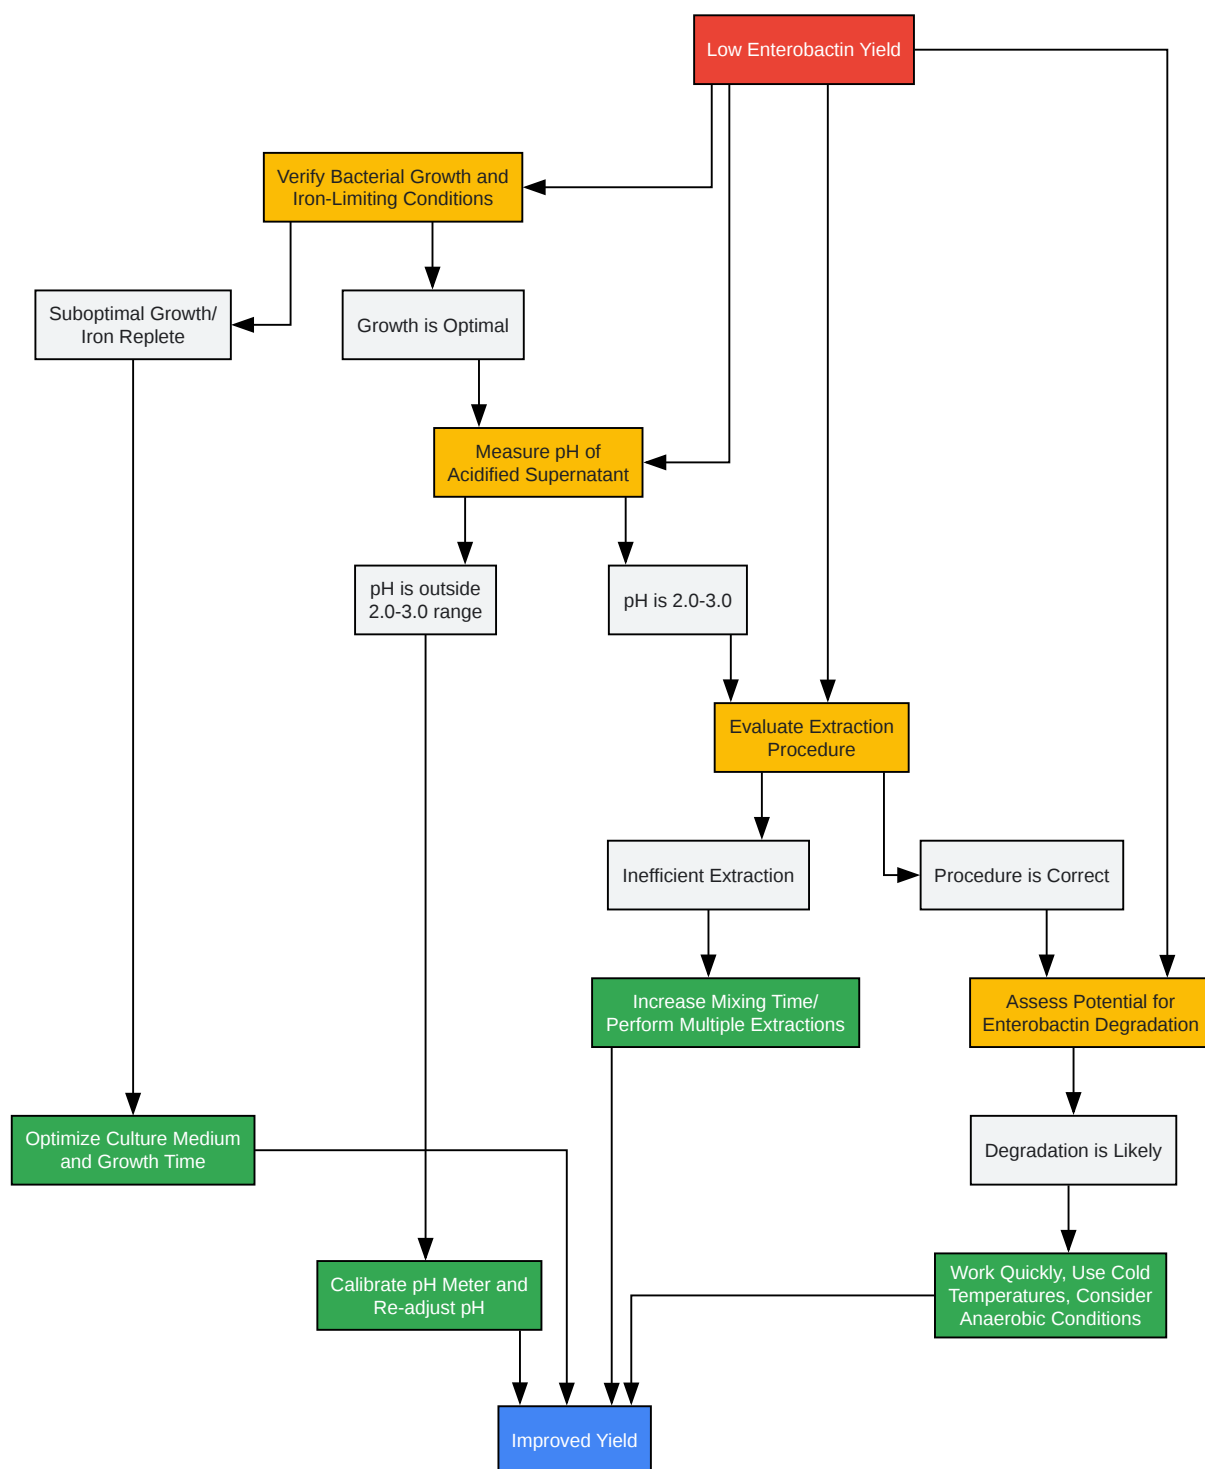 Low Enterobactin Yield
Verify Bacterial Growth and
Iron-Limiting Conditions
Suboptimal Growth/
Iron Replete
Growth is Optimal
Measure pH of
Acidified Supernatant
pH is outside
2.0-3.0 range
pH is 2.0-3.0
Evaluate Extraction
Procedure
Inefficient Extraction
Procedure is Correct
Increase Mixing Time/
Perform Multiple Extractions
Assess Potential for
Enterobactin Degradation
Optimize Culture Medium
and Growth Time
Degradation is Likely
Calibrate pH Meter and
Re-adjust pH
Work Quickly, Use Cold
Temperatures, Consider
Anaerobic Conditions
Improved Yield